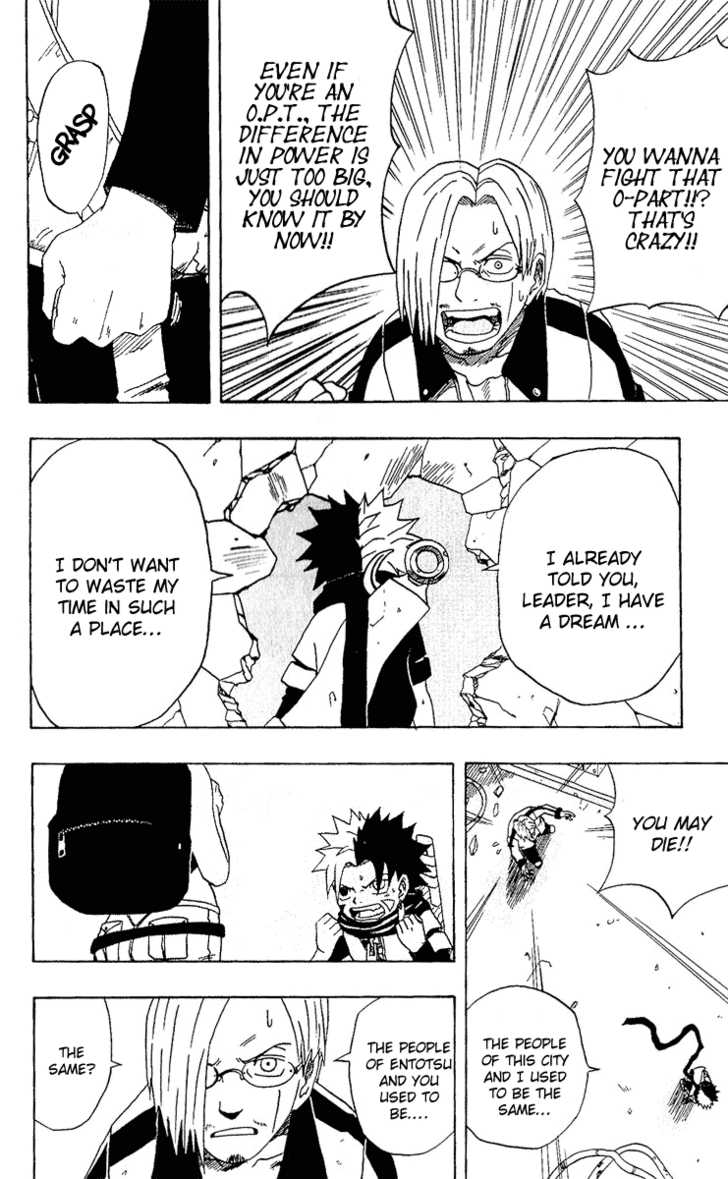 YOU WANNA
FIGHT THAT
O-PART!!?
THAT'S
CRAZY!!
EVEN IF
YOU'RE AN
O.P.T., THE
DIFFERENCE
IN POWER IS
JUST TOO BIG,
YOU SHOULD
KNOW IT BY
NOW!!
GRASP
I ALREADY
TOLD YOU,
LEADER, I HAVE
A DREAM ...
I DON'T WANT
TO WASTE MY
TIME IN SUCH
A PLACE...
YOU MAY
DIE!!
THE PEOPLE
OF THIS CITY
AND I USED
TO BE THE
SAME...
THE PEOPLE OF
ENTOTSU
AND YOU
USED TO
BE....
THE
SAME?